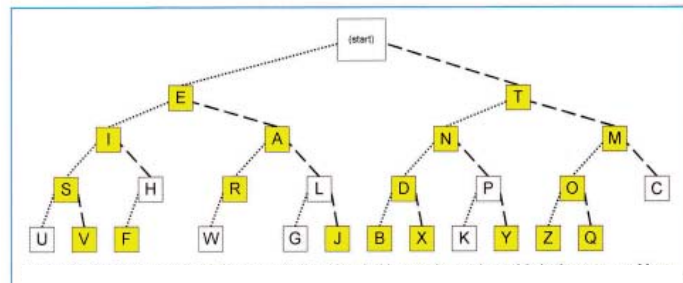 (start)
E T
I A N M
S H R L D P O C
U V F W G J B X K Y Z Q